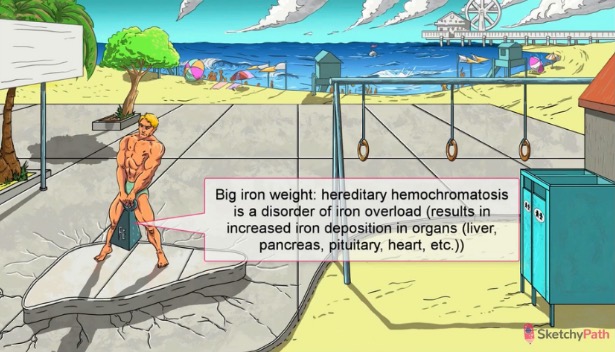 Big iron weight: hereditary hemochromatosis
is a disorder of iron overload (results in
increased iron deposition in organs (liver,
pancreas, pituitary, heart, etc.))
SketchyPath